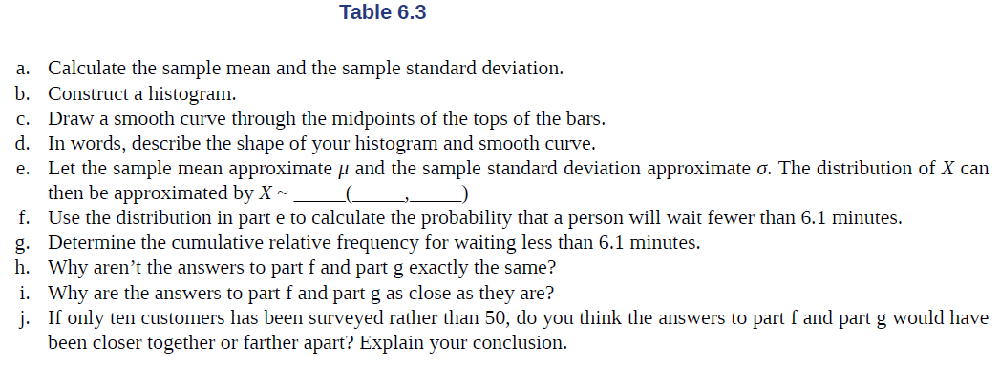 Table 6.3
a. Calculate the sample mean and the sample standard deviation.
b. Construct a histogram.
c. Draw a smooth curve through the midpoints of the tops of the bars.
d. In words, describe the shape of your histogram and smooth curve.
e. Let the sample mean approximate μ and the sample standard deviation approximate σ. The distribution of X can
then be approximated by X ~ _____(_____,_____)
f. Use the distribution in part e to calculate the probability that a person will wait fewer than 6.1 minutes.
g. Determine the cumulative relative frequency for waiting less than 6.1 minutes.
h. Why aren’t the answers to part f and part g exactly the same?
i. Why are the answers to part f and part g as close as they are?
j. If only ten customers has been surveyed rather than 50, do you think the answers to part f and part g would have
been closer together or farther apart? Explain your conclusion.